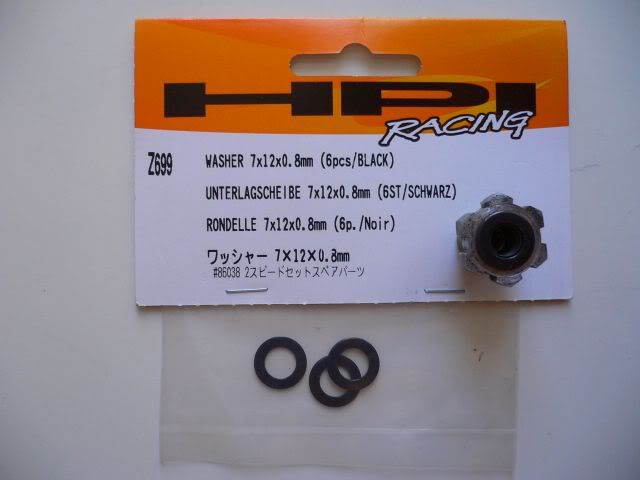 HPI
RACING
Z699
WASHER 7x12x0.8mm (6pcs/BLACK)
UNTERLAGSCHEIBE 7x12x0.8mm (6ST/SCHWARZ)
RONDELLE 7x12x0.8mm (6p./Noir)
ワッシャー 7×12×0.8mm
#86038 2スピードセットスペアパーツ